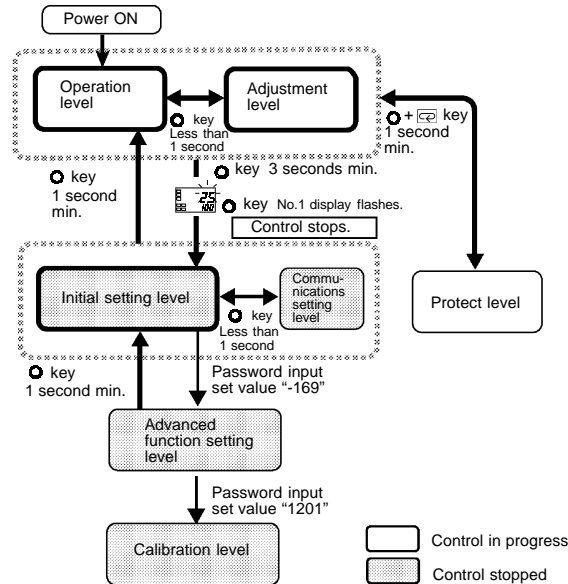 Power ON
Operation
level
Adjustment
level
key
Less than
1 second
+ key
1 second
min.
key
1 second
min.
key 3 seconds min.
25
100
key No.1 display flashes.
Control stops.
Initial setting level
Commu-
nications
setting
level
key
Less than
1 second
Protect level
key
1 second min.
Password input
set value “-169”
Advanced
function setting
level
Password input
set value “1201”
Calibration level
Control in progress
Control stopped